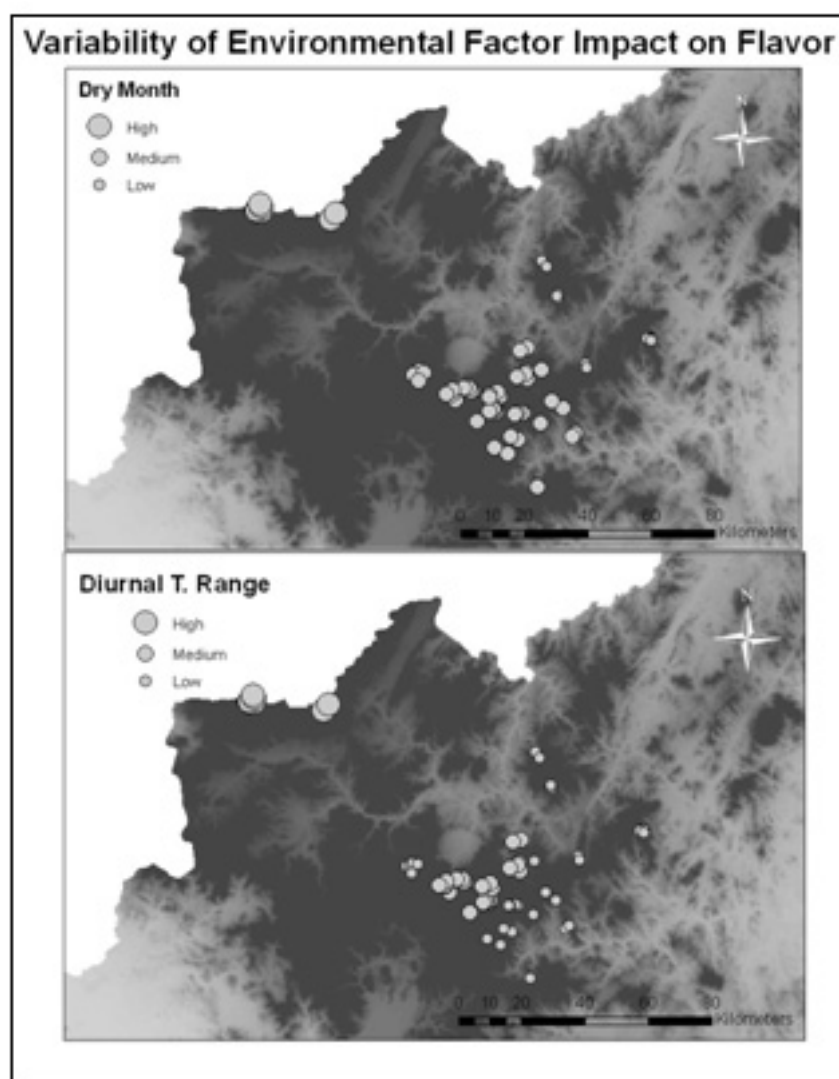 Variability of Environmental Factor Impact on Flavor
Dry Month
High
Medium
Low
N
0 10 20 40 60 80
Kilometers
Diurnal T. Range
High
Medium
Low
N
0 10 20 40 60 80
Kilometers